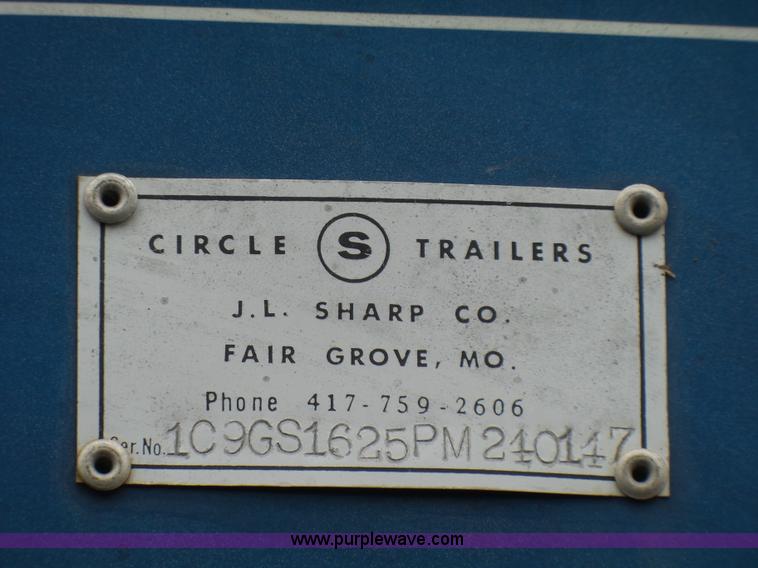 CIRCLE S TRAILERS
J.L. SHARP CO.
FAIR GROVE, MO.
Phone 417-759-2606
Ser.No. 1C9GS1625PM240147
www.purplewave.com